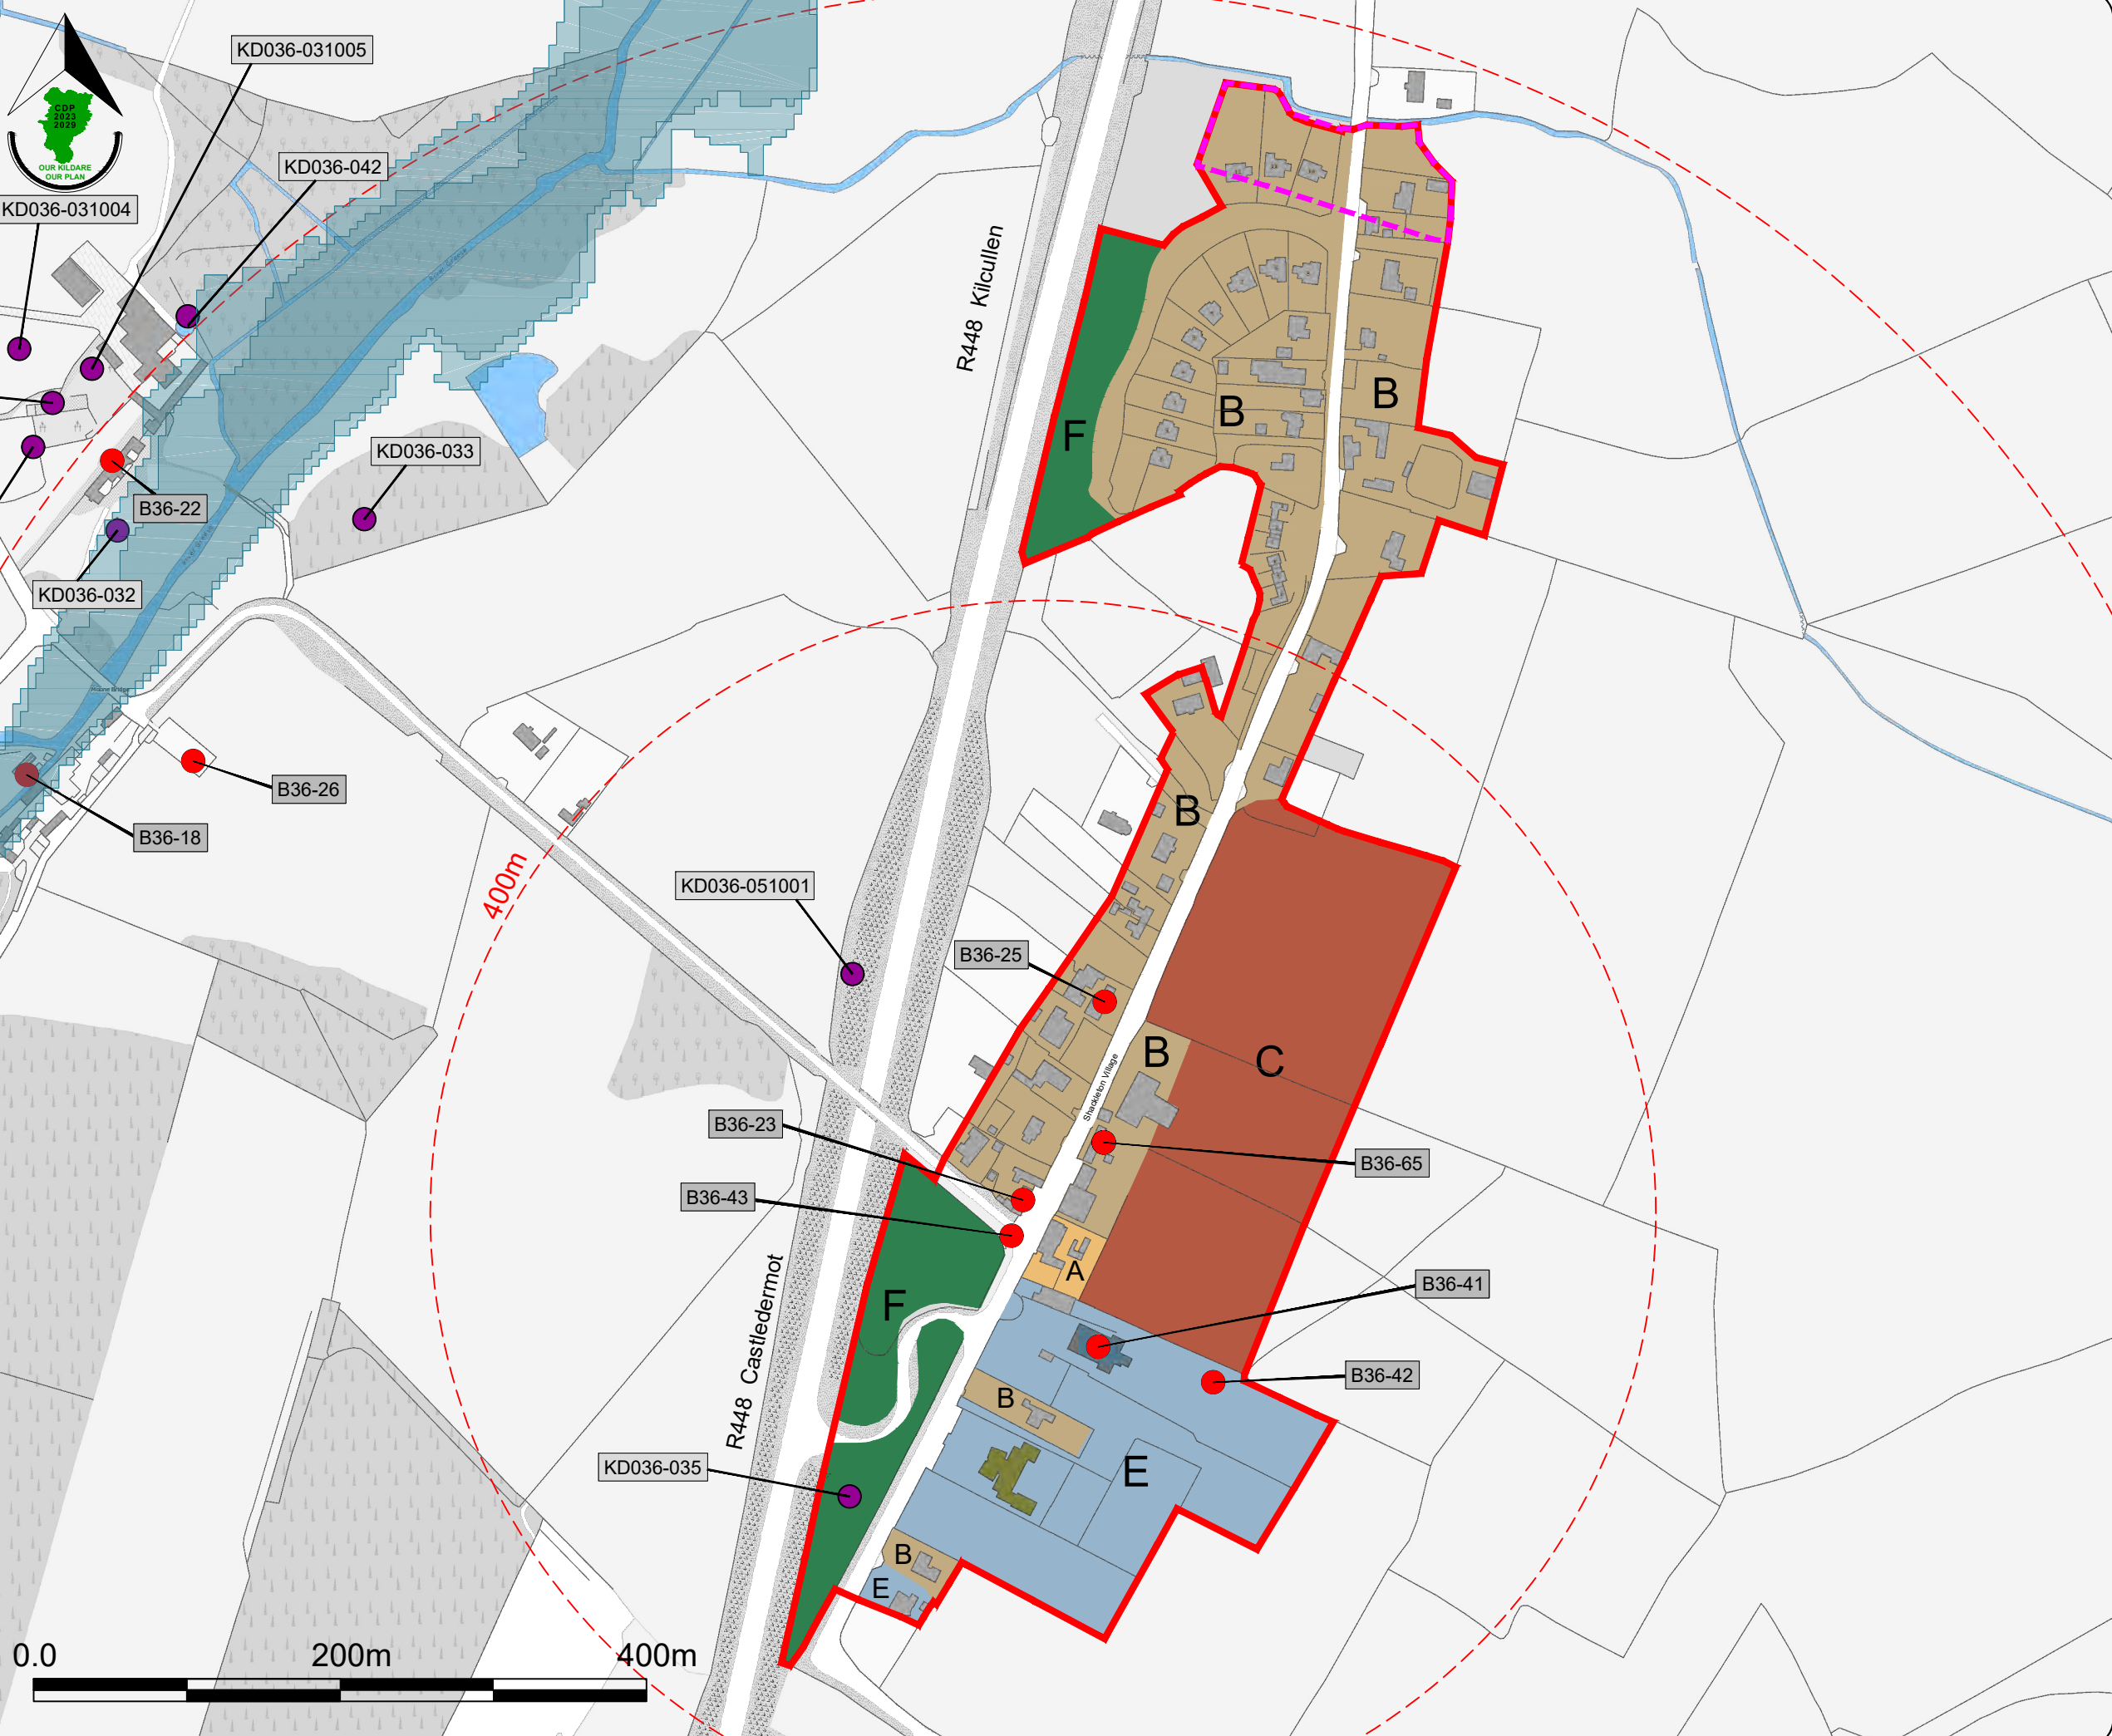 KD036-031005
CDP
2023
2029
OUR KILDARE
OUR PLAN
KD036-042
KD036-031004
R448 Kilcullen
B
B
F
KD036-033
B36-22
KD036-032
B36-26
B36-18
B
400m
KD036-051001
B36-25
B
C
Shackleton Village
B36-23
B36-65
B36-43
A
B36-41
F
R448 Castledermot
B36-42
B
E
KD036-035
B
E
0.0
200m
400m